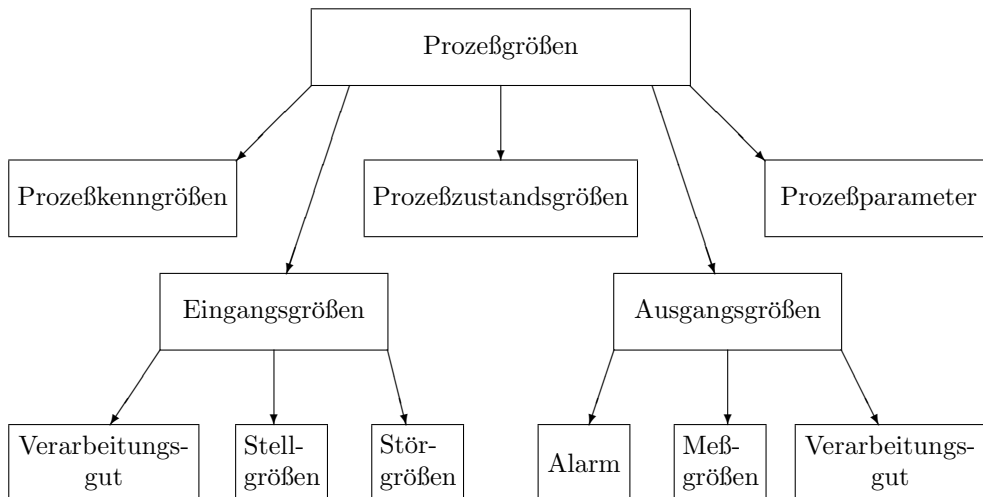 Prozeßgrößen
Prozeßkenngrößen
Prozeßzustandsgrößen
Prozeßparameter
Eingangsgrößen
Ausgangsgrößen
Verarbeitungs-
gut
Stell-
größen
Stör-
größen
Alarm
Meß-
größen
Verarbeitungs-
gut